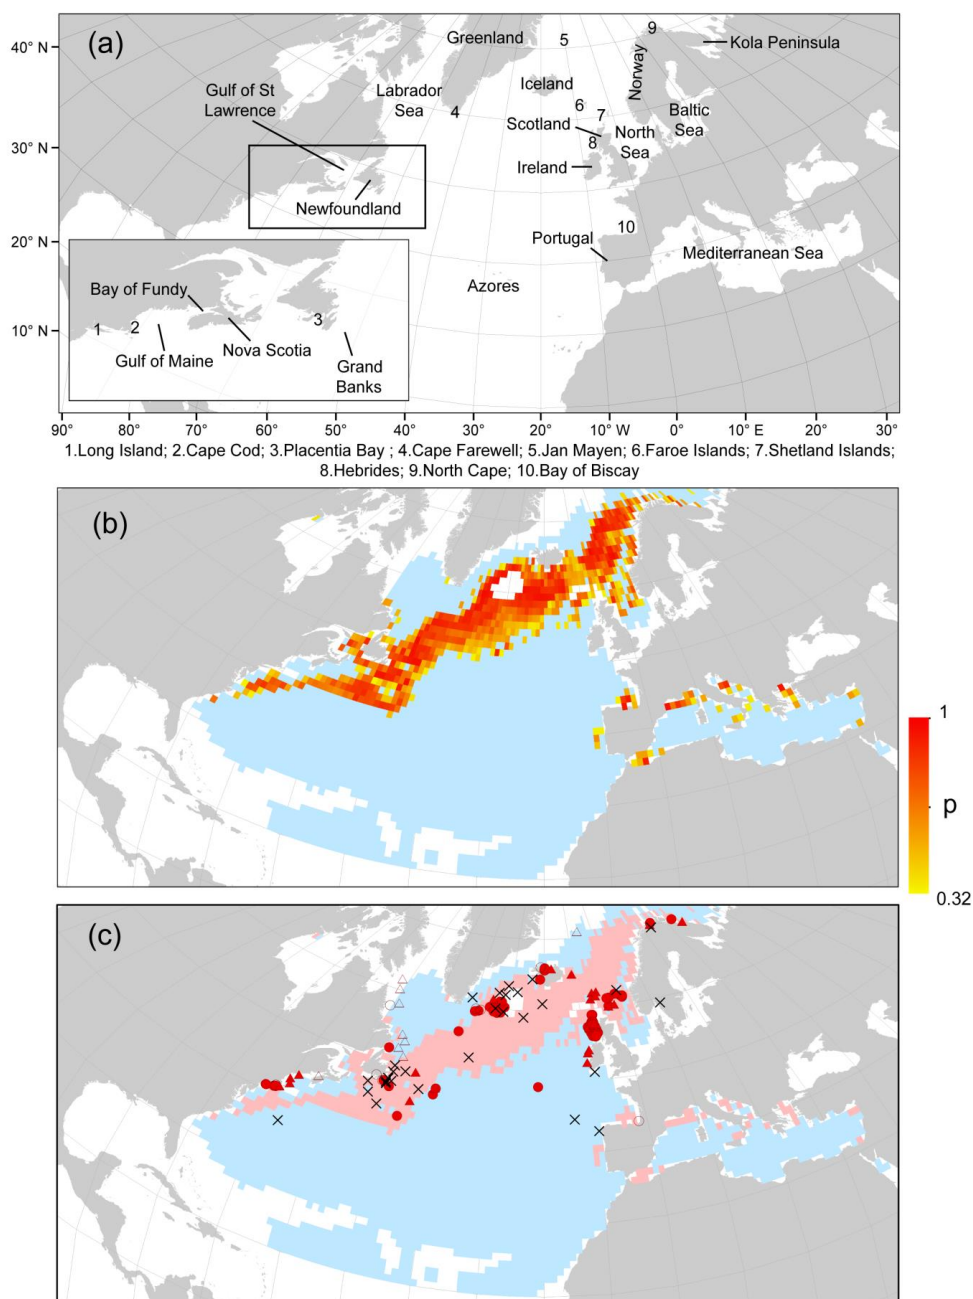 (a)
40° N
30° N
20° N
10° N
Greenland
5
9
Kola Peninsula
Norway
Iceland
Gulf of St
Lawrence
Labrador
Sea
4
6
7
Scotland
8
North
Sea
Baltic
Sea
Ireland
Newfoundland
10
Portugal
Mediterranean Sea
Azores
Bay of Fundy
1
2
3
Gulf of Maine
Nova Scotia
Grand
Banks
90° 80° 70° 60° 50° 40° 30° 20° 10° W 0° 10° E 20° 30°
1.Long Island; 2.Cape Cod; 3.Placentia Bay ; 4.Cape Farewell; 5.Jan Mayen; 6.Faroe Islands; 7.Shetland Islands;
8.Hebrides; 9.North Cape; 10.Bay of Biscay
(b)
1
p
0.32
(c)